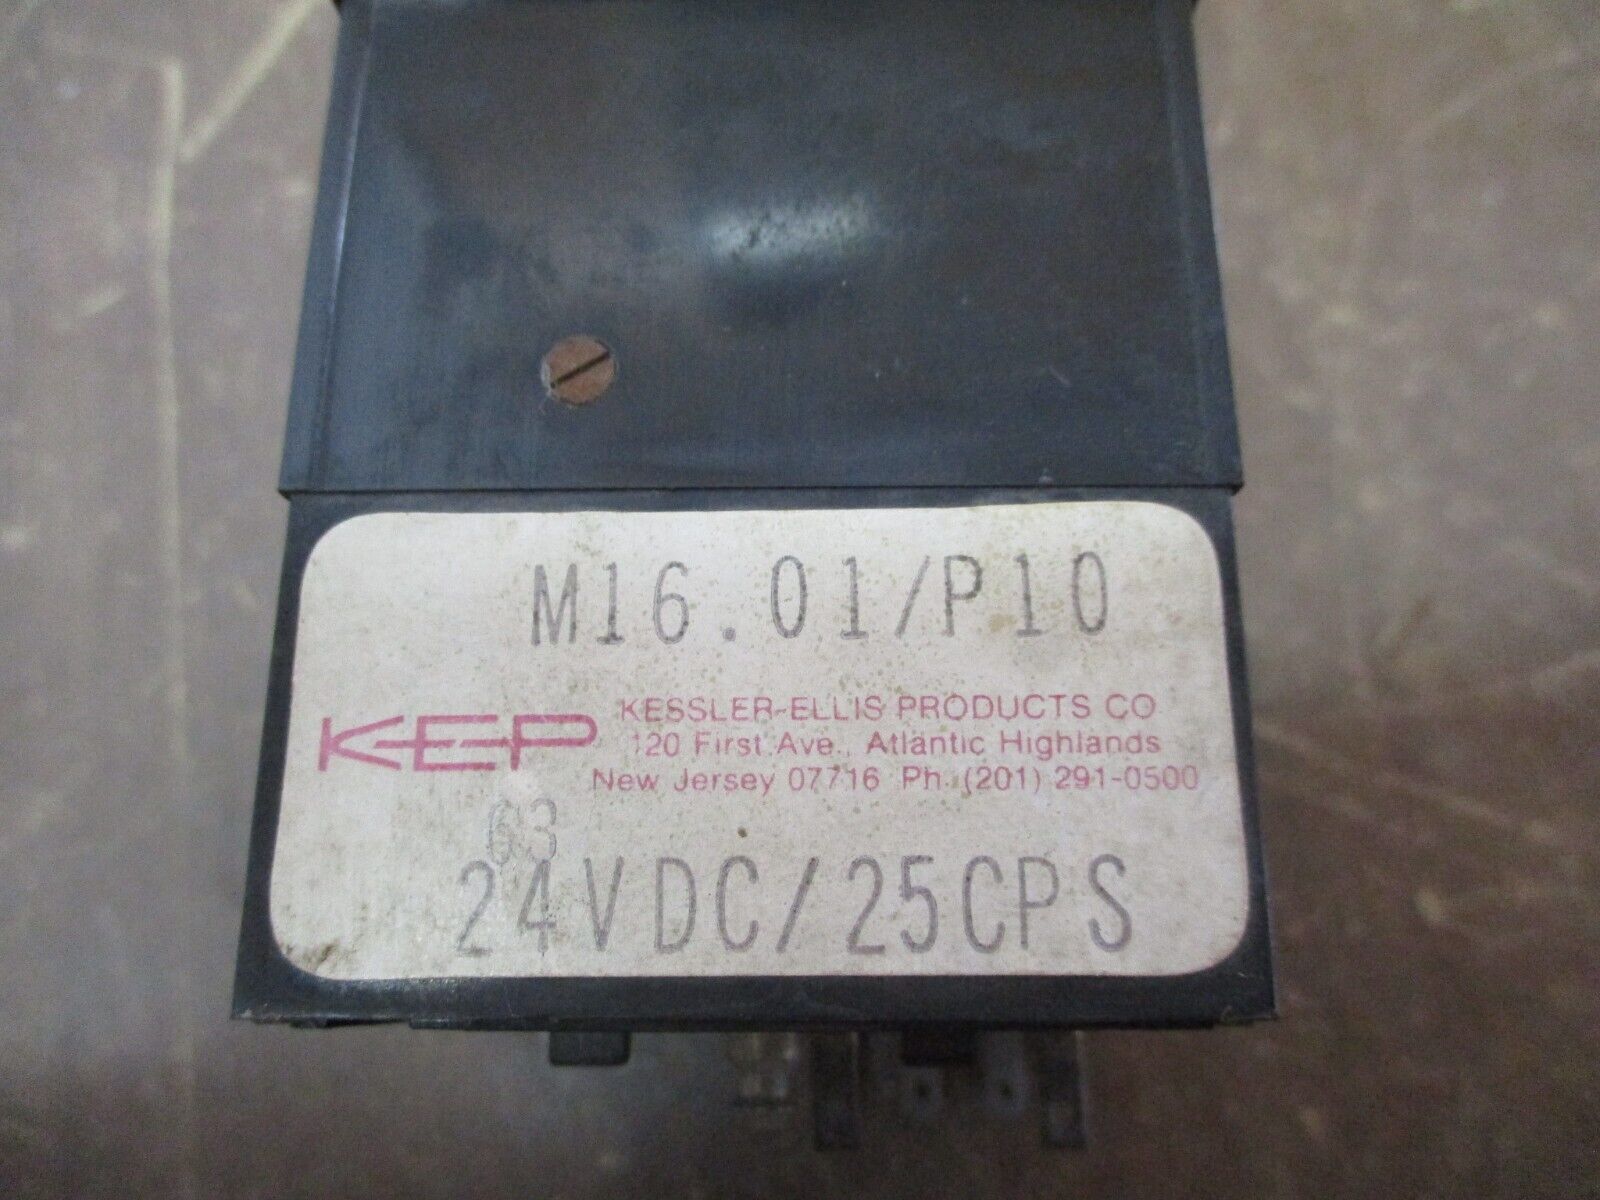 M16.01/P10
KEP
KESSLER-ELLIS PRODUCTS CO.
120 First Ave., Atlantic Highlands
New Jersey 07716 Ph. (201) 291-0500
63
24VDC/25CPS